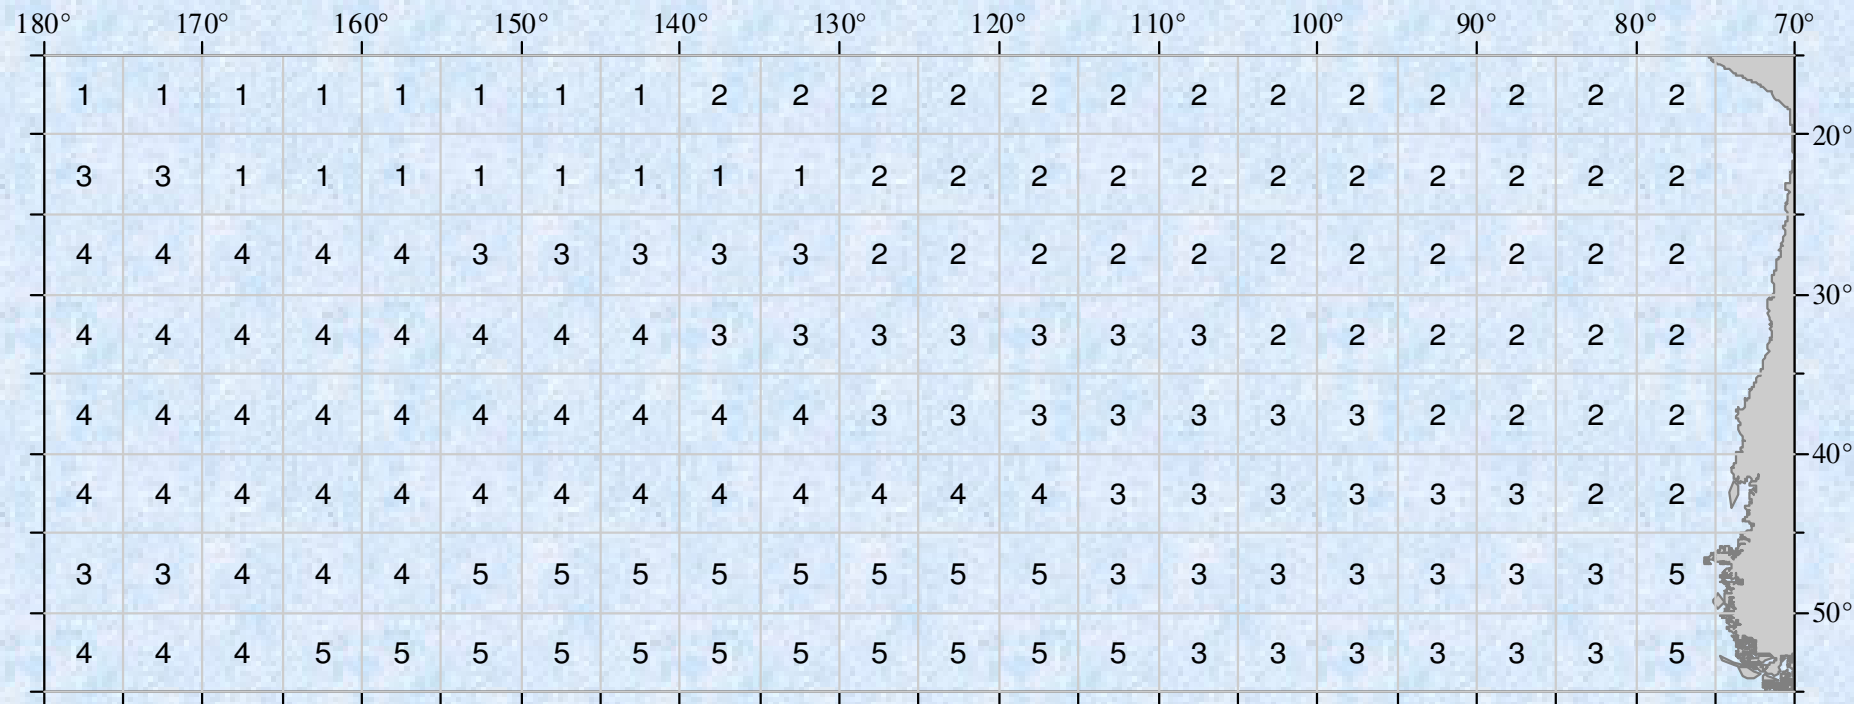 180° 170° 160° 150° 140° 130° 120° 110° 100° 90° 80° 70°
1 1 1 1 1 1 1 1 2 2 2 2 2 2 2 2 2 2 2 2 2
20°
3 3 1 1 1 1 1 1 1 1 2 2 2 2 2 2 2 2 2 2 2
4 4 4 4 4 3 3 3 3 3 2 2 2 2 2 2 2 2 2 2 2
30°
4 4 4 4 4 4 4 4 3 3 3 3 3 3 3 2 2 2 2 2 2
4 4 4 4 4 4 4 4 4 4 3 3 3 3 3 3 3 2 2 2 2
40°
4 4 4 4 4 4 4 4 4 4 4 4 4 3 3 3 3 3 3 2 2
3 3 4 4 4 5 5 5 5 5 5 5 5 3 3 3 3 3 3 3 5
50°
4 4 4 5 5 5 5 5 5 5 5 5 5 5 3 3 3 3 3 3 5